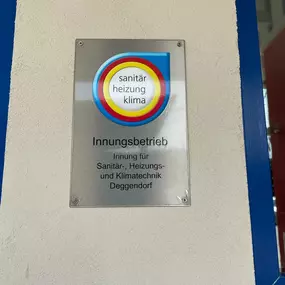 sanitär
heizung
klima
Innungsbetrieb
Innung für
Sanitär-, Heizungs-
und Klimatechnik
Deggendorf